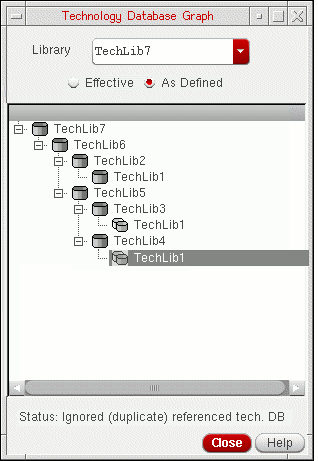 Technology Database Graph
Library TechLib7
Effective As Defined
TechLib7
TechLib6
TechLib2
TechLib1
TechLib5
TechLib3
TechLib1
TechLib4
TechLib1
Status: Ignored (duplicate) referenced tech. DB
Close Help